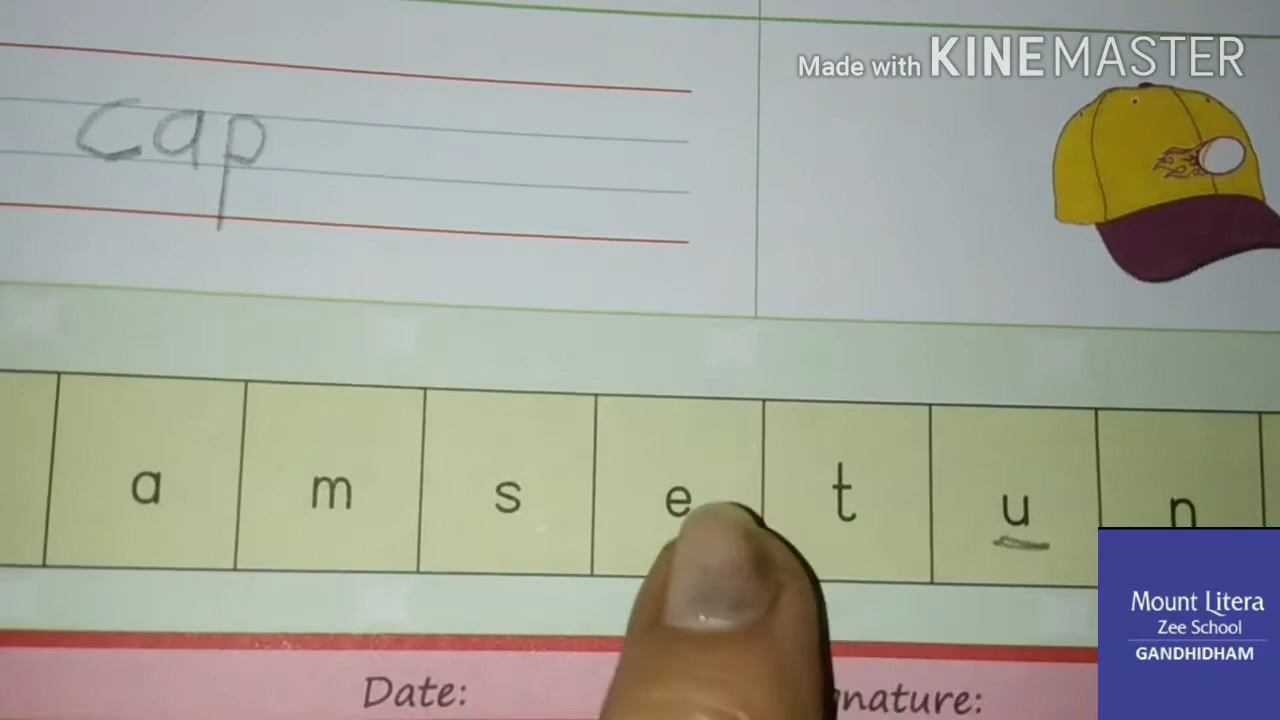 Made with KINEMASTER
cap
a m s e t u n
Mount Litera
Zee School
GANDHIDHAM
Date:
nature: